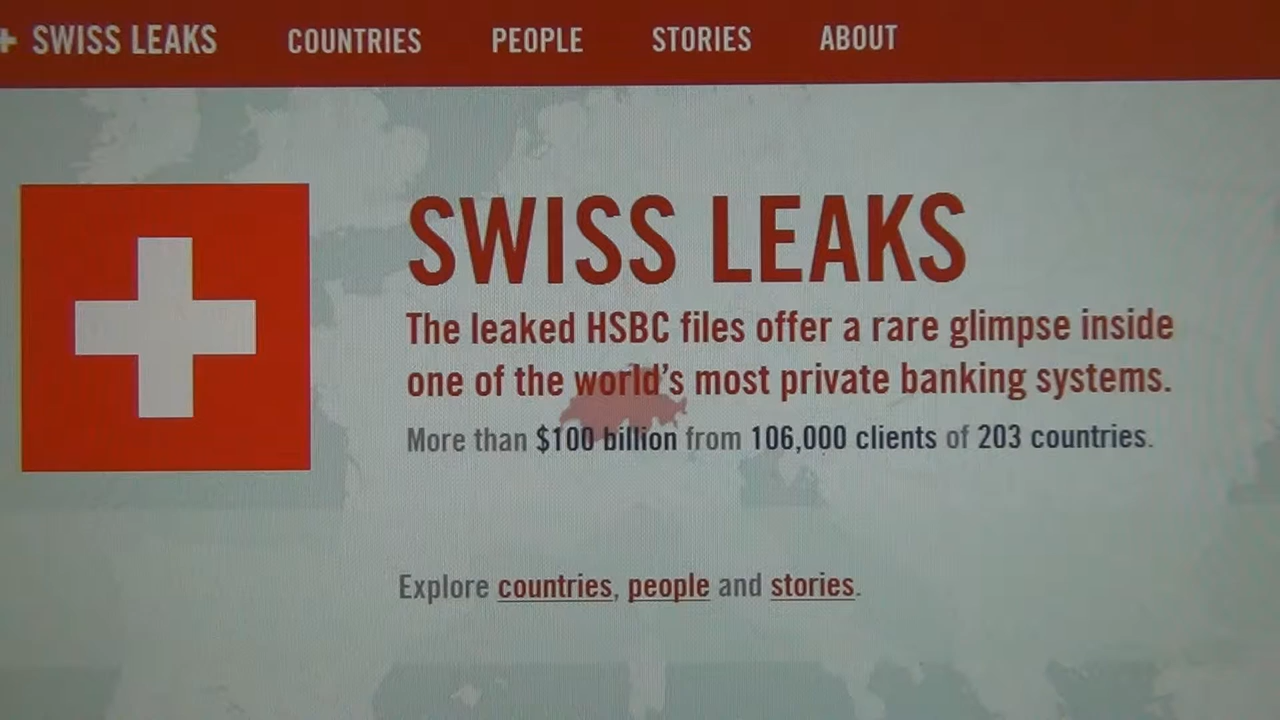 SWISS LEAKS COUNTRIES PEOPLE STORIES ABOUT
SWISS LEAKS
The leaked HSBC files offer a rare glimpse inside
one of the world's most private banking systems.
More than $100 billion from 106,000 clients of 203 countries.
Explore countries, people and stories.